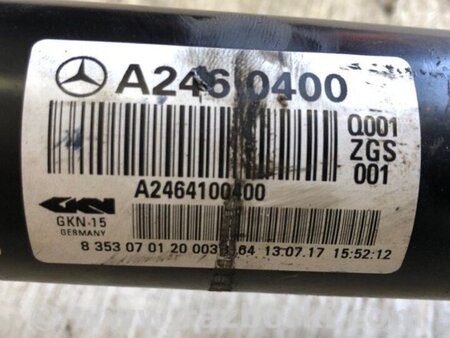 A246 0400
Q001
ZGS
001
A2464100400
GKN
GKN-15
GERMANY
8 353 07 01 20 003 64 13.07.17 15:52:12